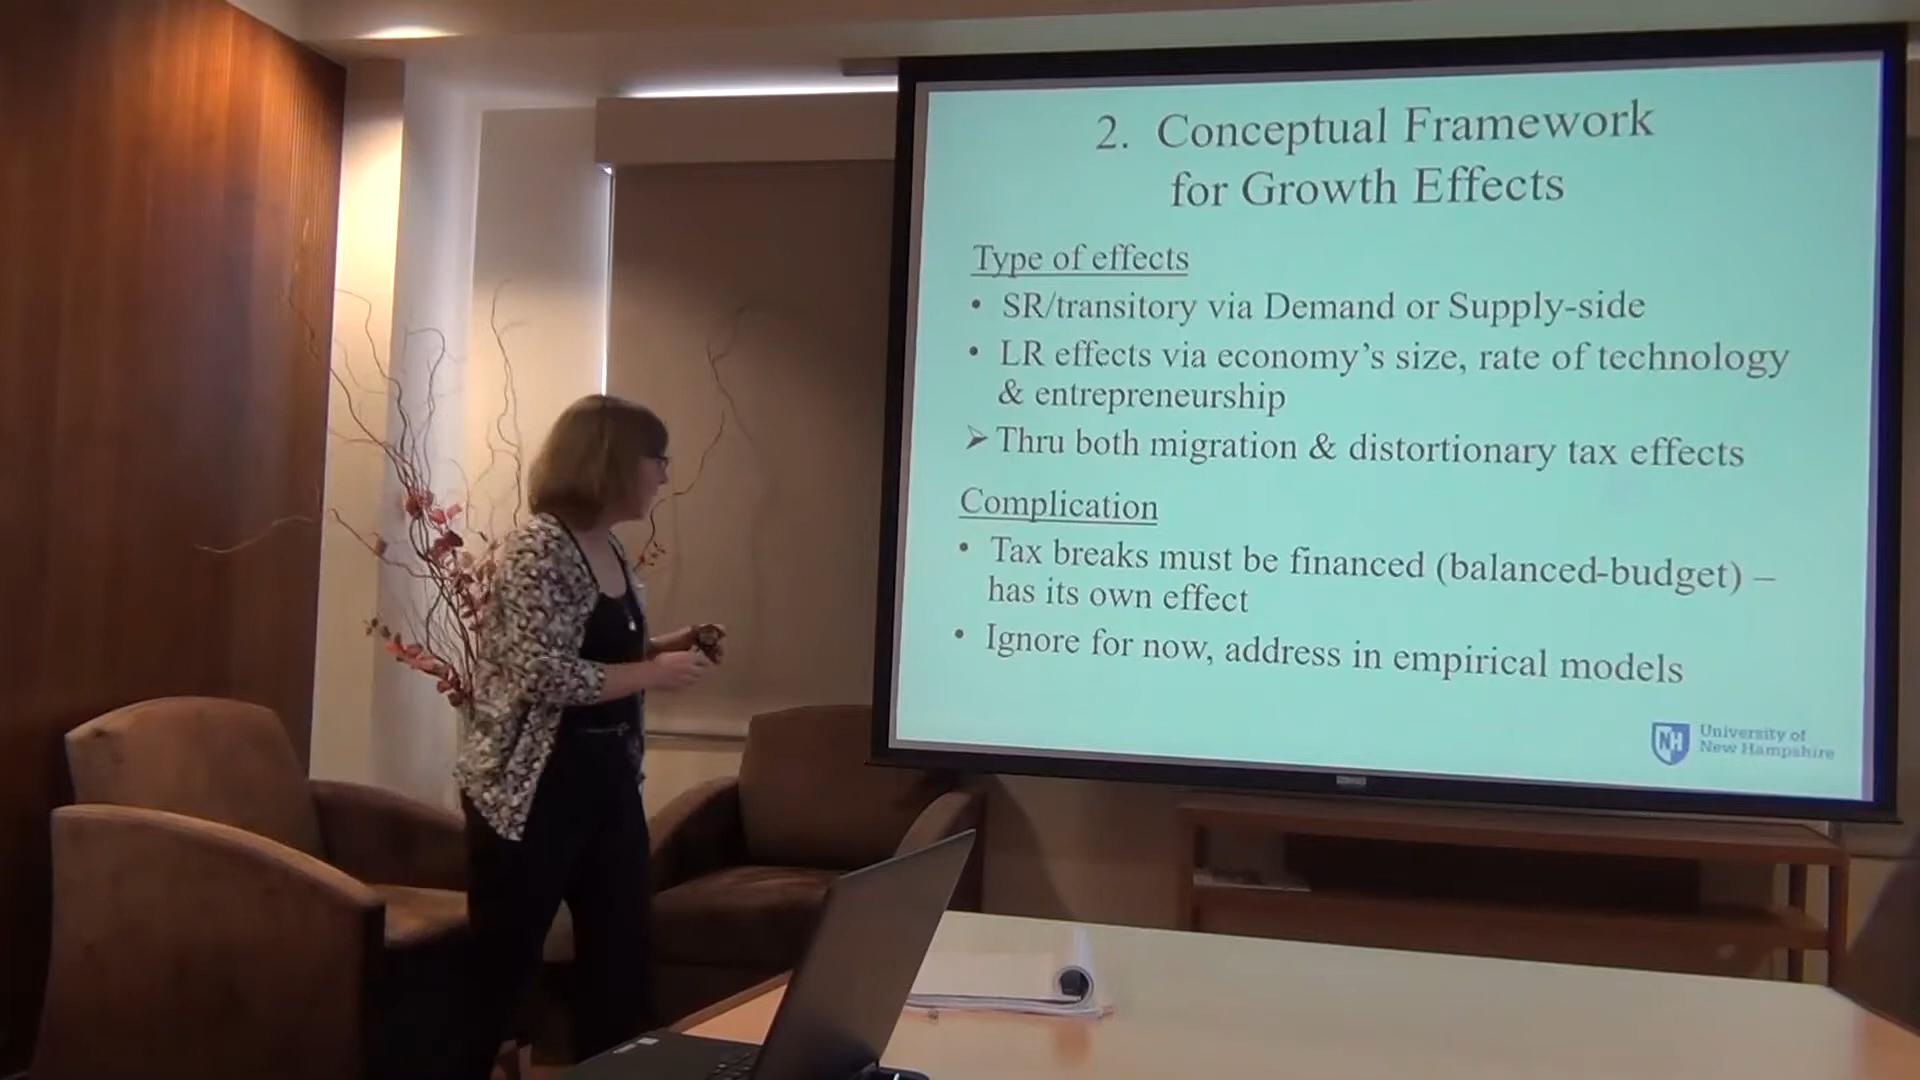 2. Conceptual Framework
for Growth Effects
Type of effects
• SR/transitory via Demand or Supply-side
• LR effects via economy's size, rate of technology
& entrepreneurship
➢ Thru both migration & distortionary tax effects
Complication
• Tax breaks must be financed (balanced-budget) –
has its own effect
• Ignore for now, address in empirical models
NH
University of
New Hampshire